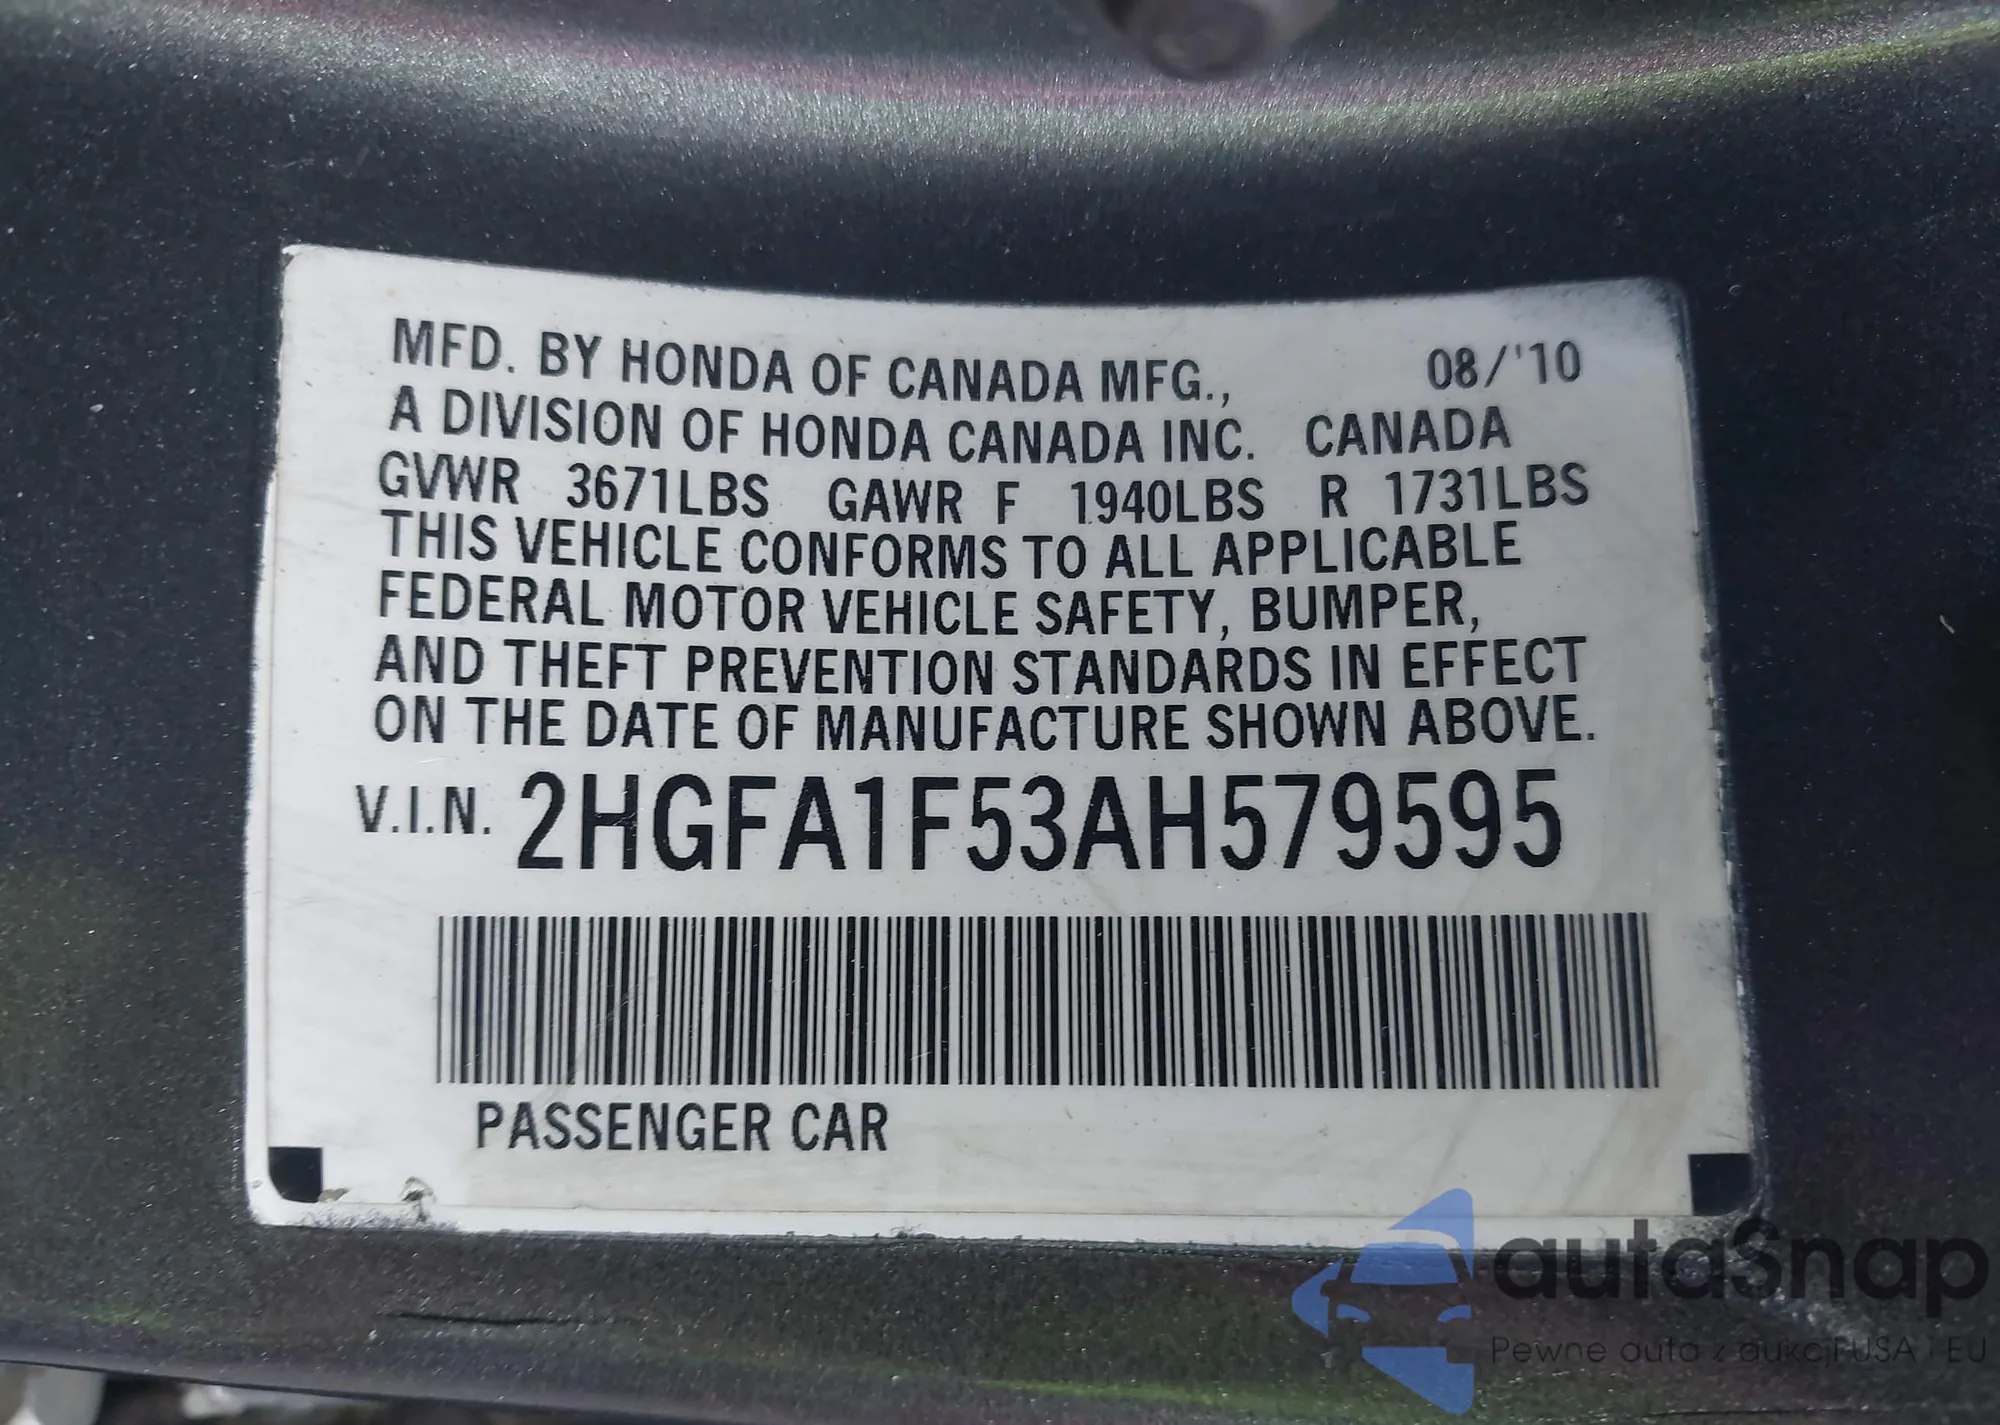 MFD. BY HONDA OF CANADA MFG., 08/'10
A DIVISION OF HONDA CANADA INC. CANADA
GVWR 3671LBS GAWR F 1940LBS R 1731LBS
THIS VEHICLE CONFORMS TO ALL APPLICABLE
FEDERAL MOTOR VEHICLE SAFETY, BUMPER,
AND THEFT PREVENTION STANDARDS IN EFFECT
ON THE DATE OF MANUFACTURE SHOWN ABOVE.
V.I.N. 2HGFA1F53AH579595
PASSENGER CAR
autaSnap
Pewne auta z aukcji USA i EU